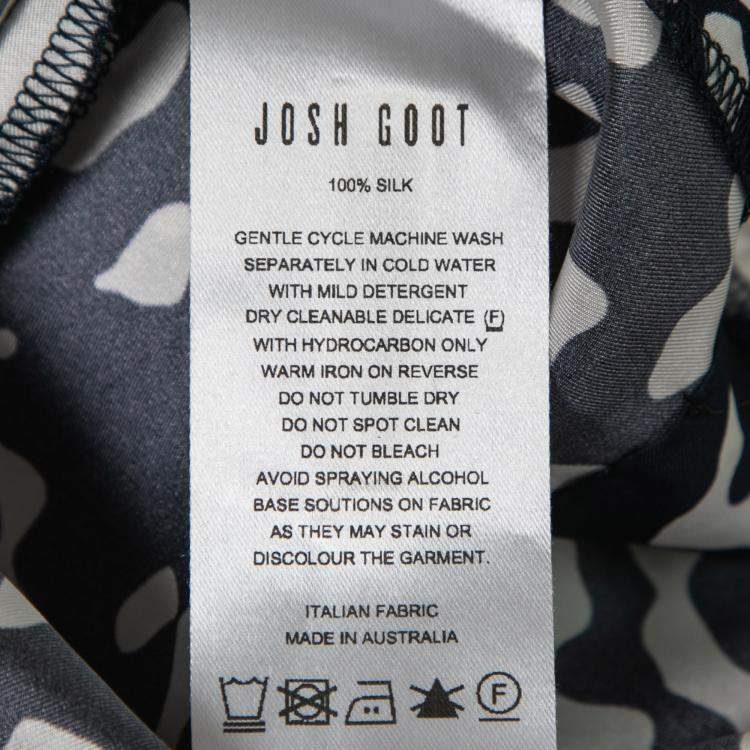 JOSH GOOT
100% SILK
GENTLE CYCLE MACHINE WASH
SEPARATELY IN COLD WATER
WITH MILD DETERGENT
DRY CLEANABLE DELICATE (F)
WITH HYDROCARBON ONLY
WARM IRON ON REVERSE
DO NOT TUMBLE DRY
DO NOT SPOT CLEAN
DO NOT BLEACH
AVOID SPRAYING ALCOHOL
BASE SOUTIONS ON FABRIC
AS THEY MAY STAIN OR
DISCOLOUR THE GARMENT.
ITALIAN FABRIC
MADE IN AUSTRALIA
F